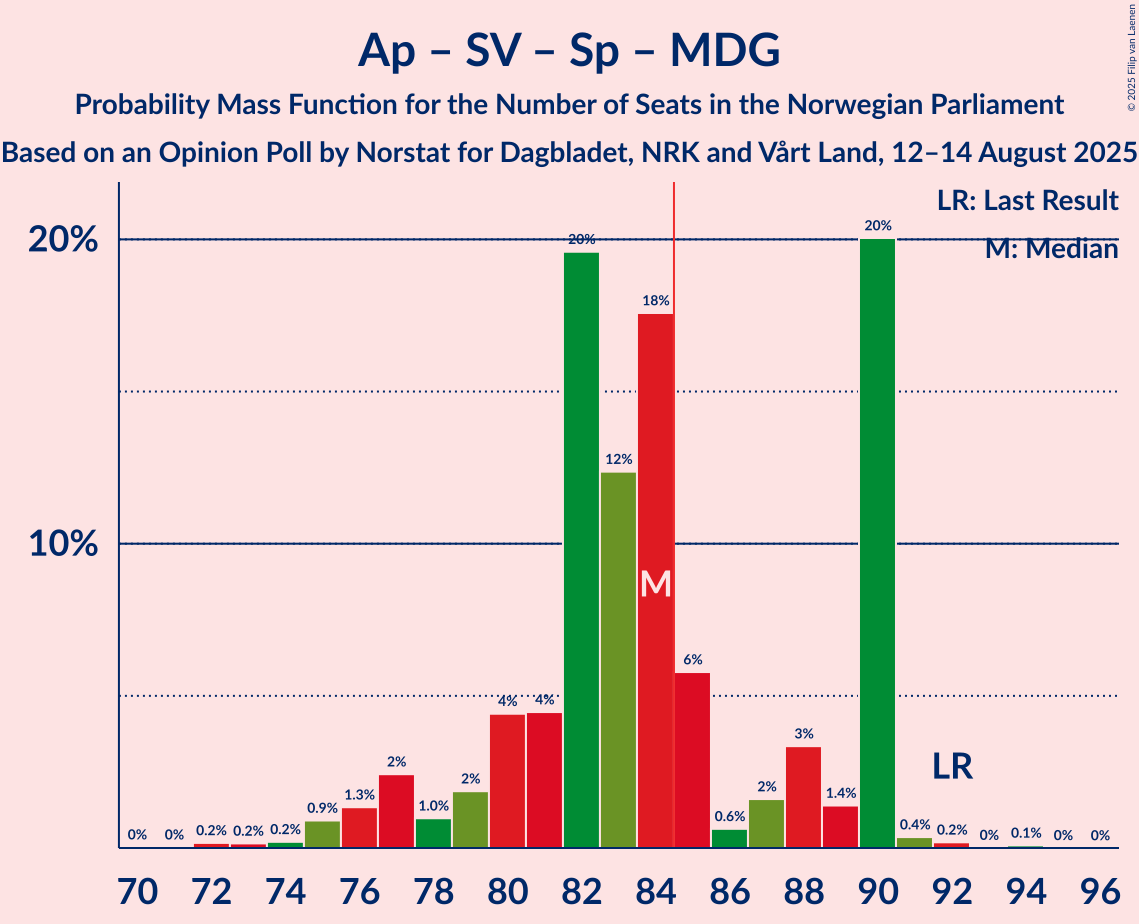 Ap – SV – Sp – MDG
Probability Mass Function for the Number of Seats in the Norwegian Parliament
Based on an Opinion Poll by Norstat for Dagbladet, NRK and Vårt Land, 12–14 August 2025
© 2025 Filip van Laenen
LR: Last Result
M: Median
20%
10%
0% 0% 0.2% 0.2% 0.2% 0.9% 1.3% 2% 1.0% 2% 4% 4% 20% 12% 18% 6% 0.6% 2% 3% 1.4% 20% 0.4% 0.2% 0% 0.1% 0% 0%
M
LR
70 72 74 76 78 80 82 84 86 88 90 92 94 96